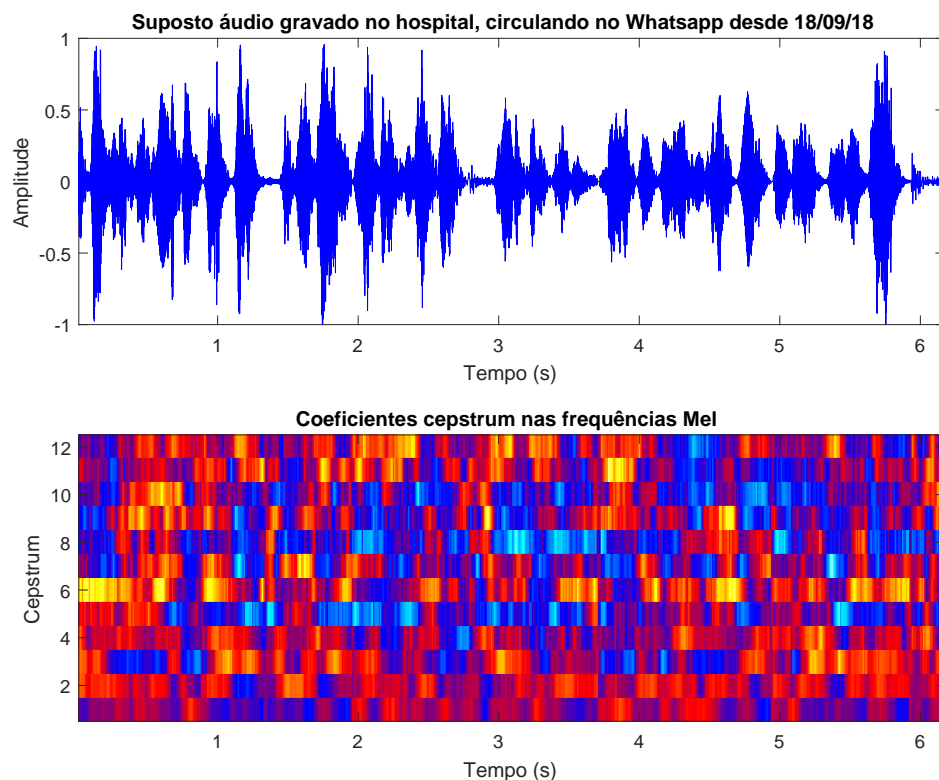 Suposto áudio gravado no hospital, circulando no Whatsapp desde 18/09/18
1
0.5
0
-0.5
-1
Amplitude
1 2 3 4 5 6
Tempo (s)
Coeficientes cepstrum nas frequências Mel
12
10
8
6
4
2
Cepstrum
1 2 3 4 5 6
Tempo (s)